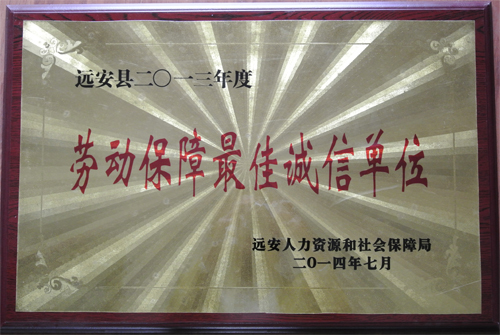 远安县二〇一三年度
劳动保障最佳诚信单位
远安人力资源和社会保障局
二〇一四年七月